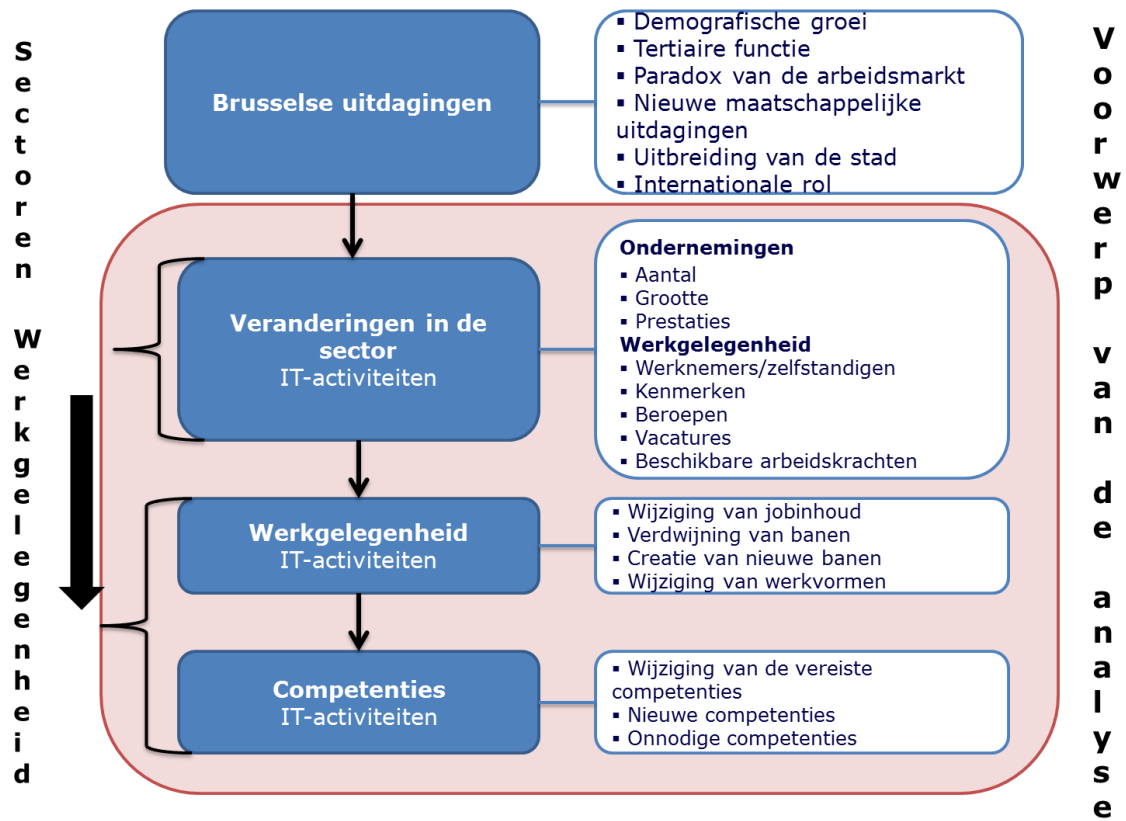 Sectoren Werkgelegenheid
Brusselse uitdagingen
▪ Demografische groei
▪ Tertiaire functie
▪ Paradox van de arbeidsmarkt
▪ Nieuwe maatschappelijke
uitdagingen
▪ Uitbreiding van de stad
▪ Internationale rol
Veranderingen in de
sector
IT-activiteiten
Ondernemingen
▪ Aantal
▪ Grootte
▪ Prestaties
Werkgelegenheid
▪ Werknemers/zelfstandigen
▪ Kenmerken
▪ Beroepen
▪ Vacatures
▪ Beschikbare arbeidskrachten
Werkgelegenheid
IT-activiteiten
▪ Wijziging van jobinhoud
▪ Verdwijning van banen
▪ Creatie van nieuwe banen
▪ Wijziging van werkvormen
Competenties
IT-activiteiten
▪ Wijziging van de vereiste
competenties
▪ Nieuwe competenties
▪ Onnodige competenties
Voorwerp van de analyse